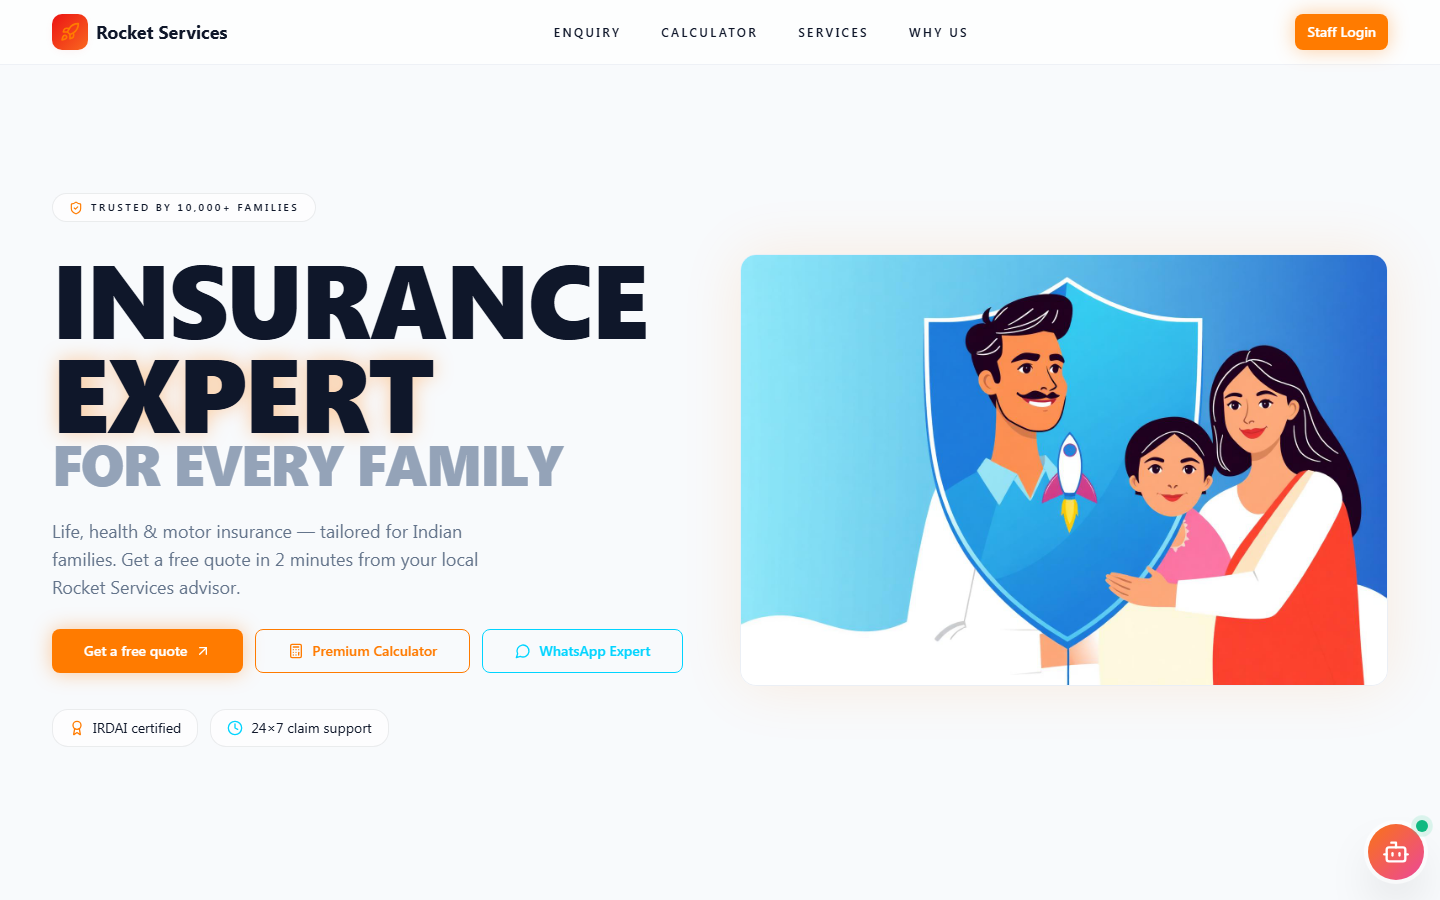 Rocket Services
ENQUIRY
CALCULATOR
SERVICES
WHY US
Staff Login
TRUSTED BY 10,000+ FAMILIES
INSURANCE
EXPERT
FOR EVERY FAMILY
Life, health & motor insurance — tailored for Indian
families. Get a free quote in 2 minutes from your local
Rocket Services advisor.
Get a free quote
Premium Calculator
WhatsApp Expert
IRDAI certified
24×7 claim support